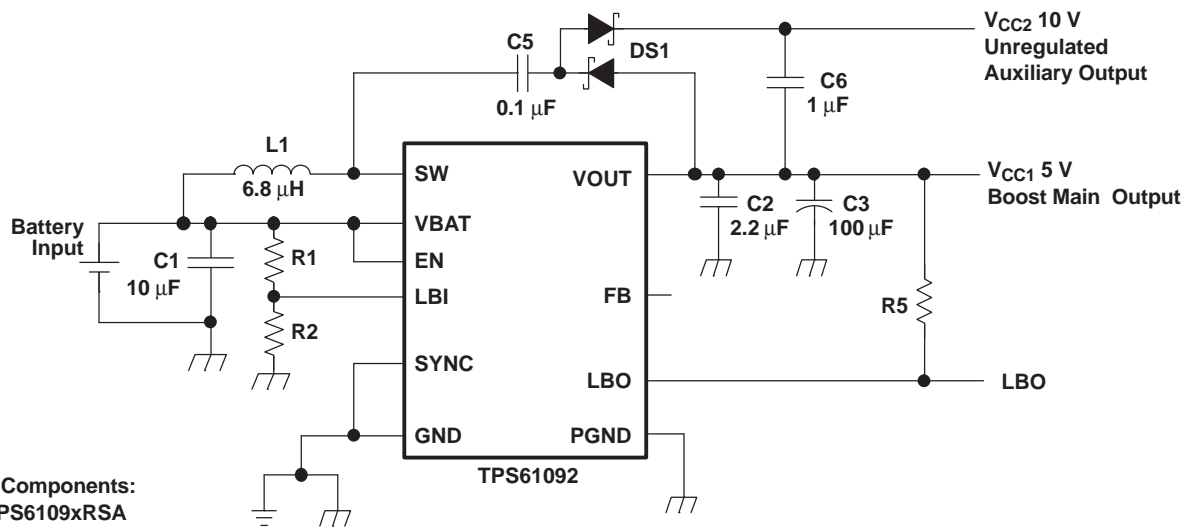 V_CC2 10 V
Unregulated
Auxiliary Output
C5
0.1 μF
DS1
C6
1 μF
L1
6.8 μH
SW
VOUT
V_CC1 5 V
Boost Main Output
Battery
Input
C1
10 μF
R1
R2
VBAT
EN
LBI
SYNC
GND
C2
2.2 μF
C3
100 μF
FB
R5
LBO
LBO
PGND
TPS61092
Components:
PS6109xRSA